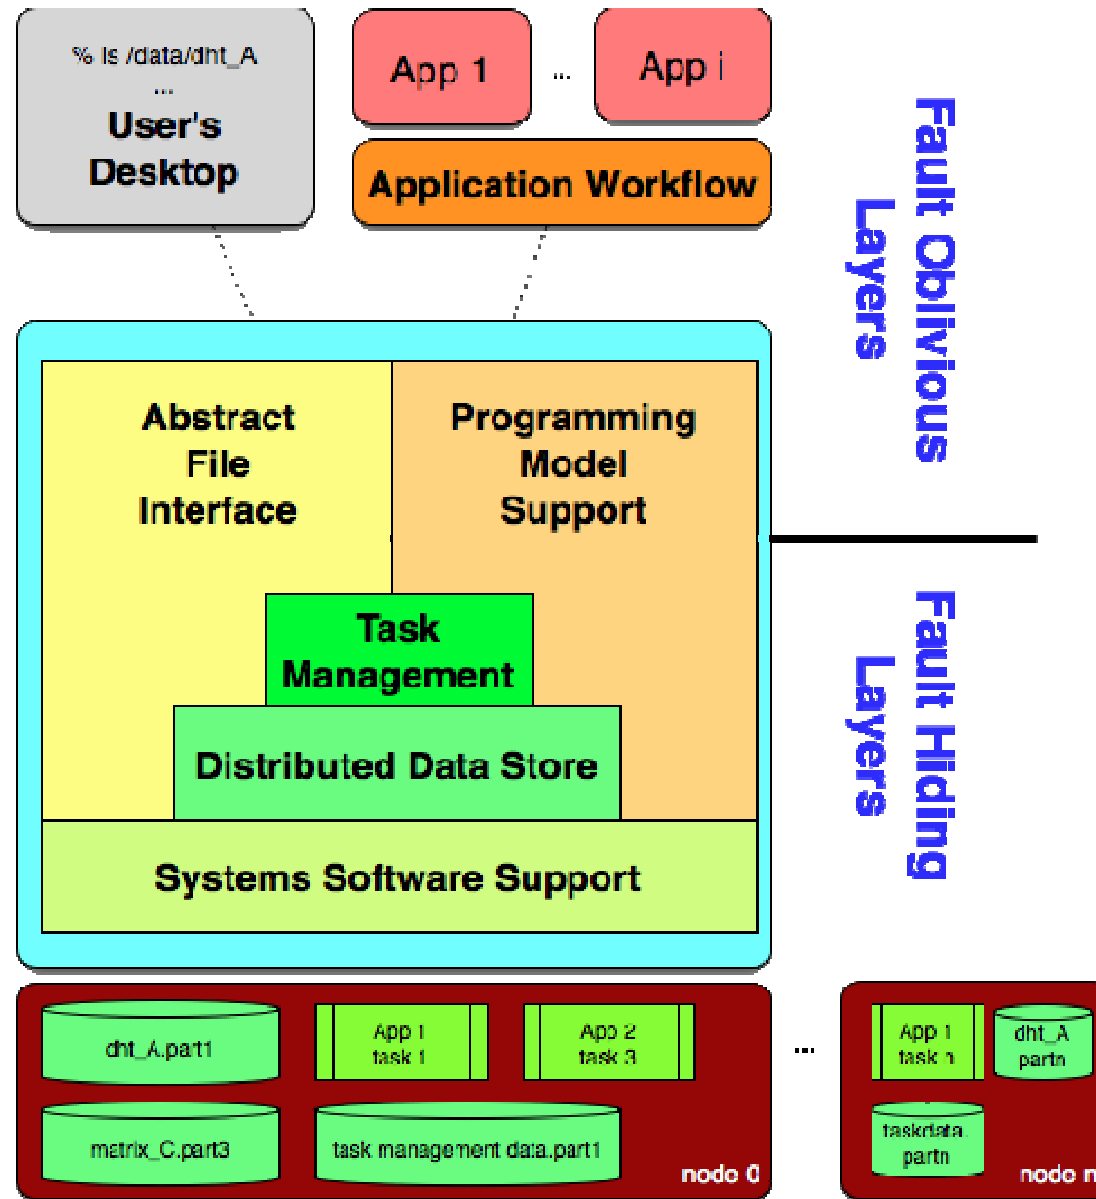 % ls /data/dht_A
...
User's
Desktop
App 1
...
App i
Application Workflow
Fault Oblivious
Layers
Abstract
File
Interface
Programming
Model
Support
Task
Management
Distributed Data Store
Systems Software Support
Fault Hiding
Layers
dht_A.part1
App 1
task 1
App 2
task 3
matrix_C.part3
task management data.part1
node 0
...
App 1
task n
dht_A
partn
taskdata.
partn
node n